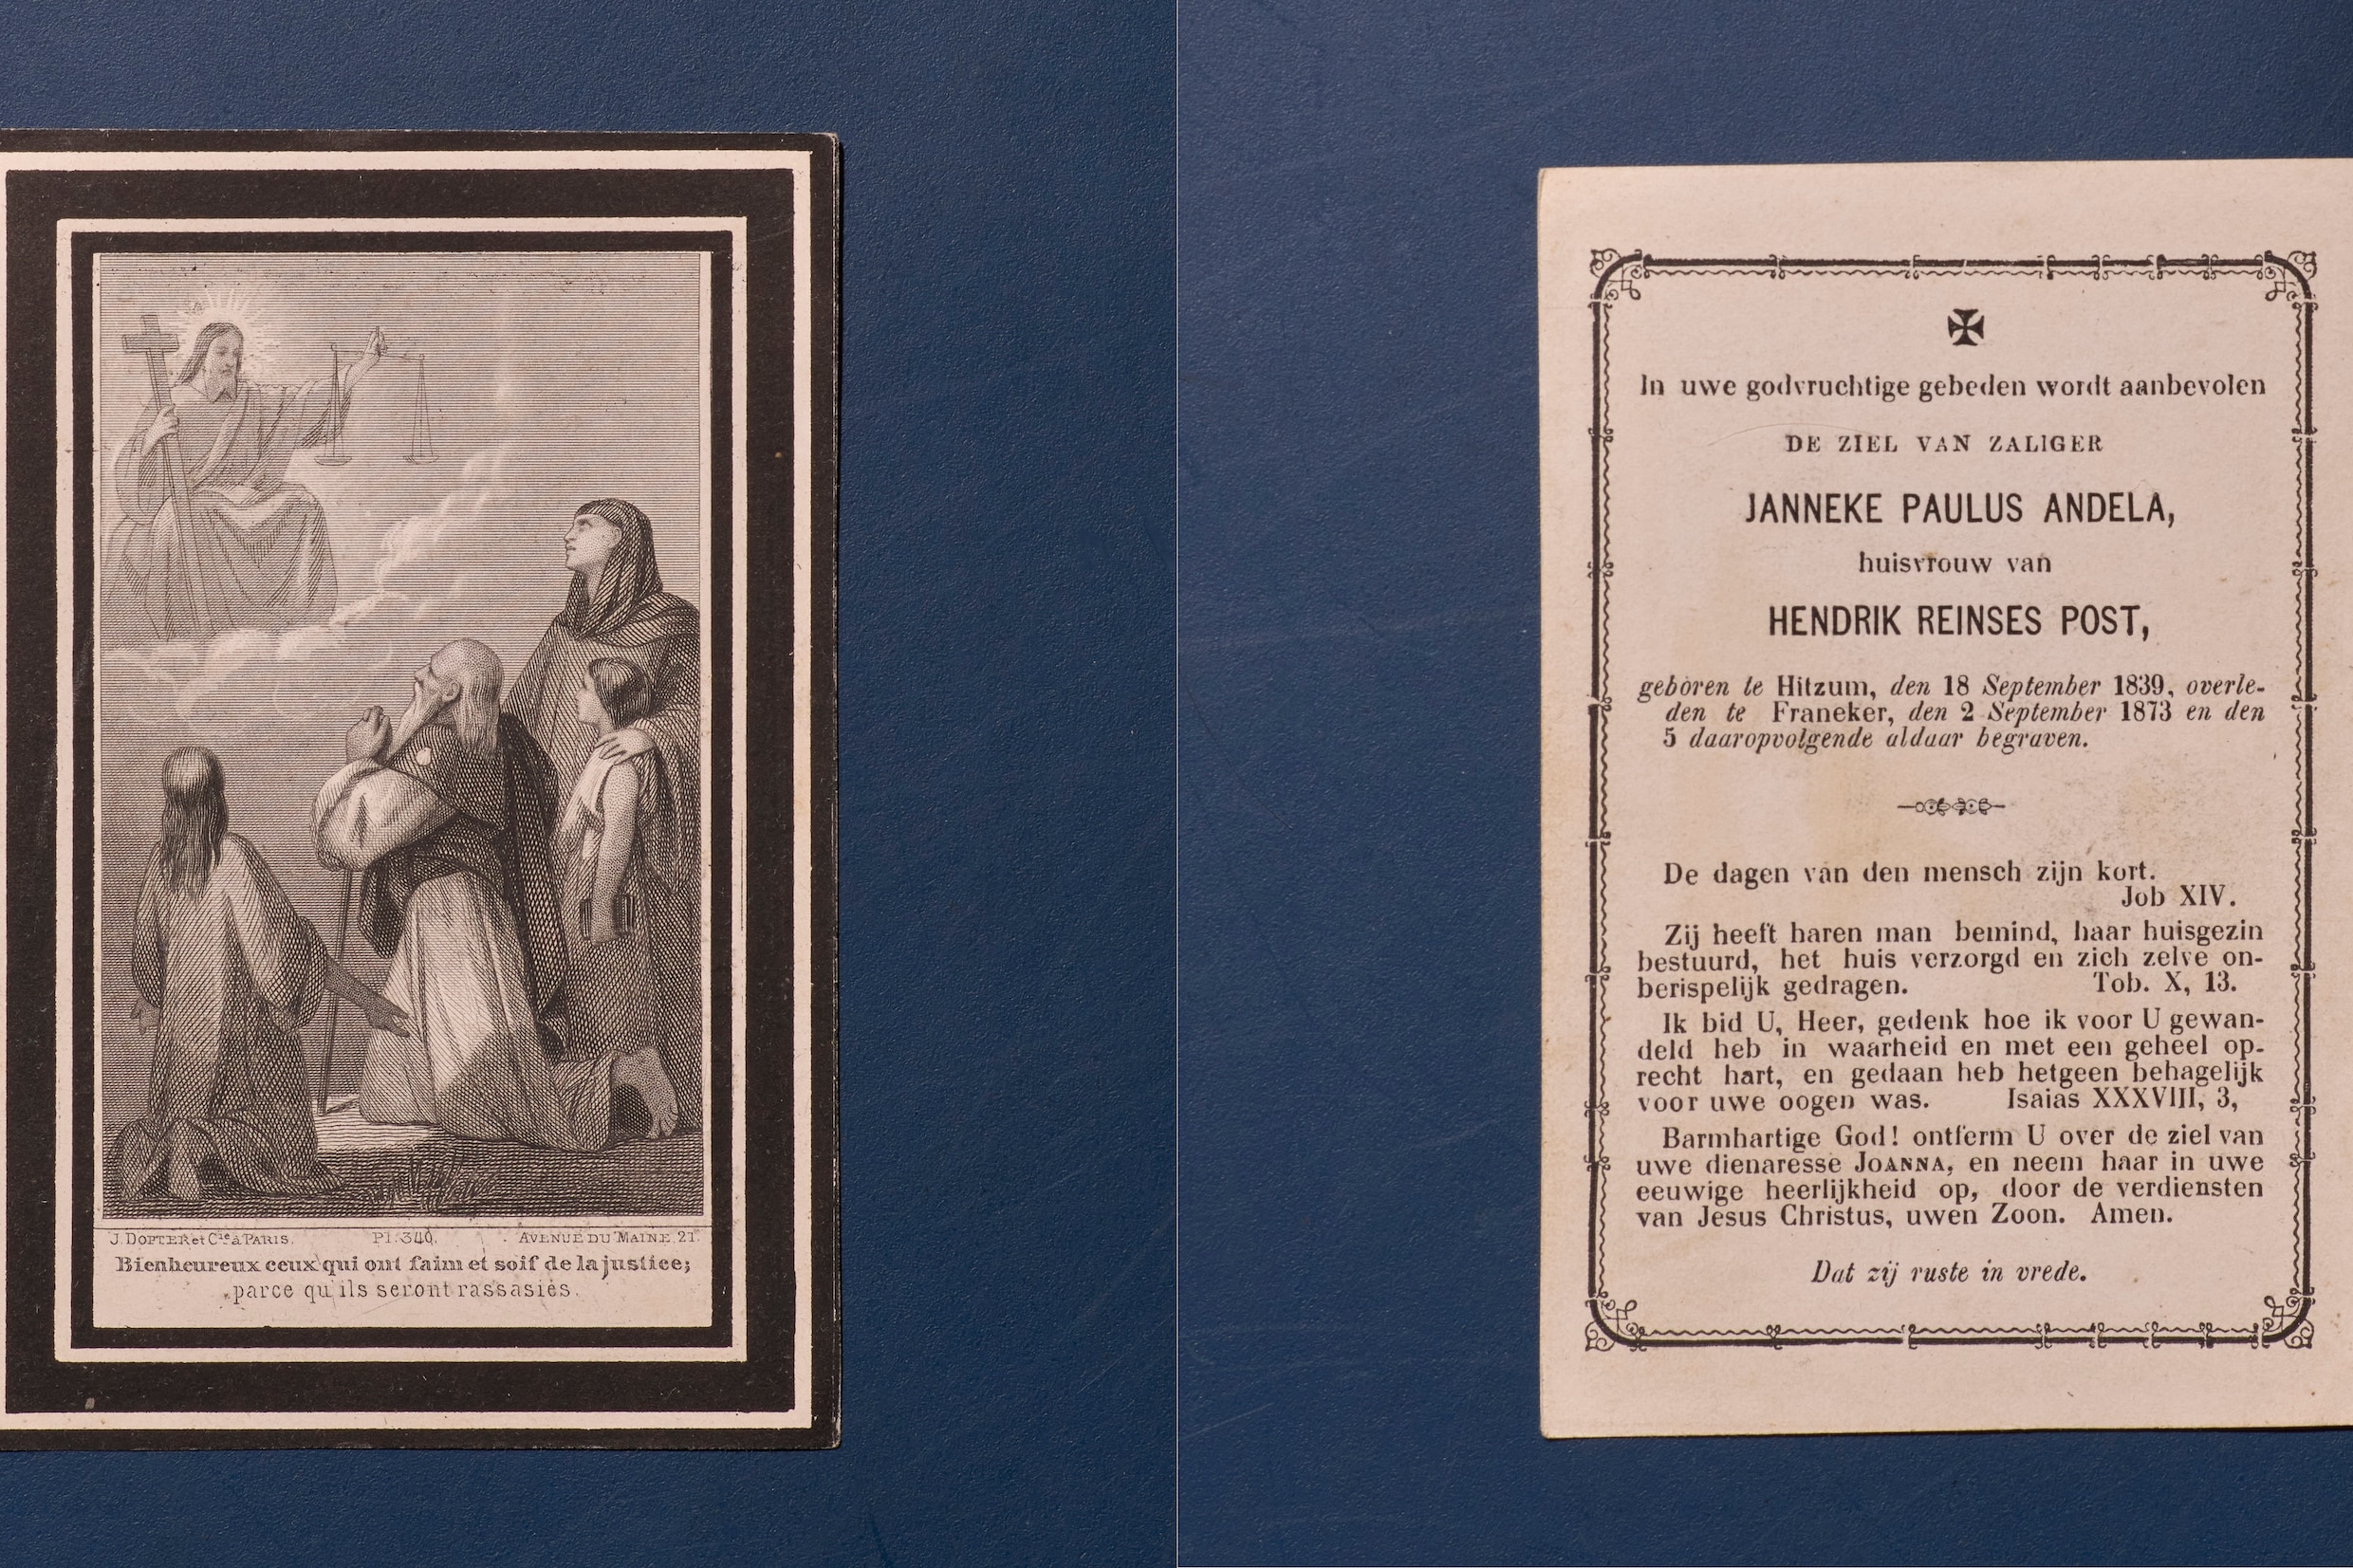 J. DOPTER et Cie à PARIS. Pl. 340. AVENUE DU MAINE, 21.
Bienheureux ceux qui ont faim et soif de la justice;
parce qu'ils seront rassasiés.
In uwe godvruchtige gebeden wordt aanbevolen
DE ZIEL VAN ZALIGER
JANNEKE PAULUS ANDELA,
huisvrouw van
HENDRIK REINSES POST,
geboren te Hitzum, den 18 September 1839, overle-
den te Franeker, den 2 September 1873 en den
5 daaropvolgende aldaar begraven.
De dagen van den mensch zijn kort.
Job XIV.
Zij heeft haren man bemind, haar huisgezin
bestuurd, het huis verzorgd en zich zelve on-
berispelijk gedragen. Tob. X, 13.
Ik bid U, Heer, gedenk hoe ik voor U gewan-
deld heb in waarheid en met een geheel op-
recht hart, en gedaan heb hetgeen behagelijk
voor uwe oogen was. Isaias XXXVIII, 3,
Barmhartige God! ontferm U over de ziel van
uwe dienaresse JOANNA, en neem haar in uwe
eeuwige heerlijkheid op, door de verdiensten
van Jesus Christus, uwen Zoon. Amen.
Dat zij ruste in vrede.